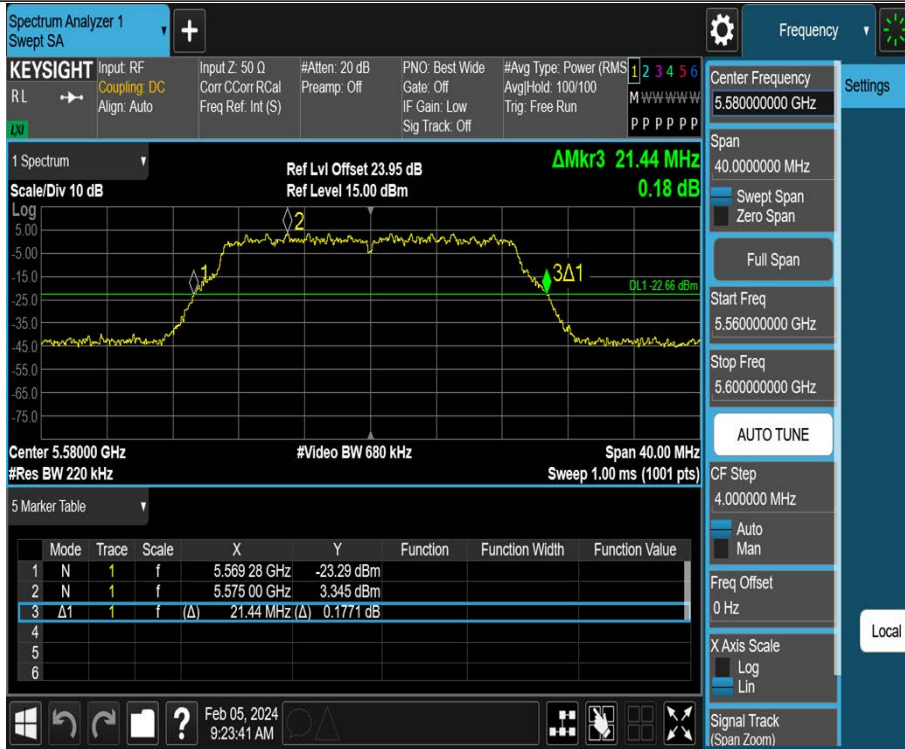 Spectrum Analyzer 1
Swept SA
+
Frequency
KEYSIGHT
RL
LXI
Input: RF
Coupling: DC
Align: Auto
Input Z: 50 Ω
Corr CCorr RCal
Freq Ref: Int (S)
#Atten: 20 dB
Preamp: Off
PNO: Best Wide
Gate: Off
IF Gain: Low
Sig Track: Off
#Avg Type: Power (RMS
Avg|Hold: 100/100
Trig: Free Run
1 2 3 4 5 6
M W W W W W
P P P P P P
Settings
1 Spectrum
Scale/Div 10 dB
Ref Lvl Offset 23.95 dB
Ref Level 15.00 dBm
ΔMkr3 21.44 MHz
0.18 dB
Log
5.00
-5.00
-15.0
-25.0
-35.0
-45.0
-55.0
-65.0
-75.0
1
2
3Δ1
DL1 -22.66 dBm
Center 5.58000 GHz
#Res BW 220 kHz
#Video BW 680 kHz
Span 40.00 MHz
Sweep 1.00 ms (1001 pts)
5 Marker Table
Mode Trace Scale X Y Function Function Width Function Value
1 N 1 f 5.569 28 GHz -23.29 dBm
2 N 1 f 5.575 00 GHz 3.345 dBm
3 Δ1 1 f (Δ) 21.44 MHz (Δ) 0.1771 dB
4
5
6
Center Frequency
5.580000000 GHz
Span
40.0000000 MHz
Swept Span
Zero Span
Full Span
Start Freq
5.560000000 GHz
Stop Freq
5.600000000 GHz
AUTO TUNE
CF Step
4.000000 MHz
Auto
Man
Freq Offset
0 Hz
X Axis Scale
Log
Lin
Signal Track
(Span Zoom)
Local
?
Feb 05, 2024
9:23:41 AM